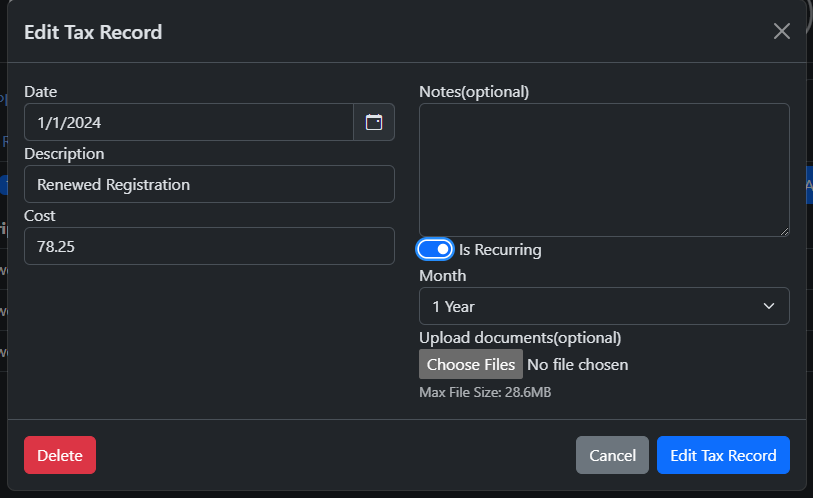 Edit Tax Record
Date
1/1/2024
Description
Renewed Registration
Cost
78.25
Notes(optional)
Is Recurring
Month
1 Year
Upload documents(optional)
Choose Files No file chosen
Max File Size: 28.6MB
Delete
Cancel
Edit Tax Record